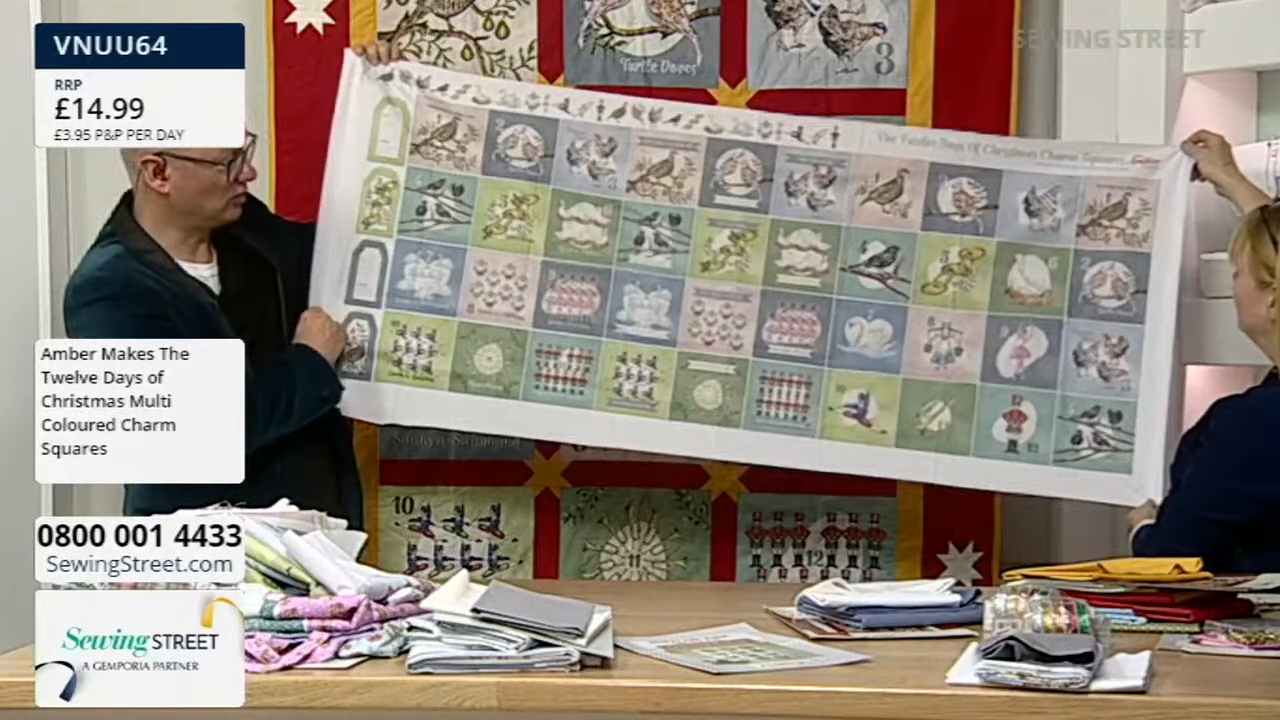 VNUU64
RRP
£14.99
£3.95 P&P PER DAY
Amber Makes The
Twelve Days of
Christmas Multi
Coloured Charm
Squares
0800 001 4433
SewingStreet.com
Sewing STREET
A GEMPORIA PARTNER
SEWING STREET
Turtle Doves
3
The Twelve Days Of Christmas Charm Squares
10
11
12